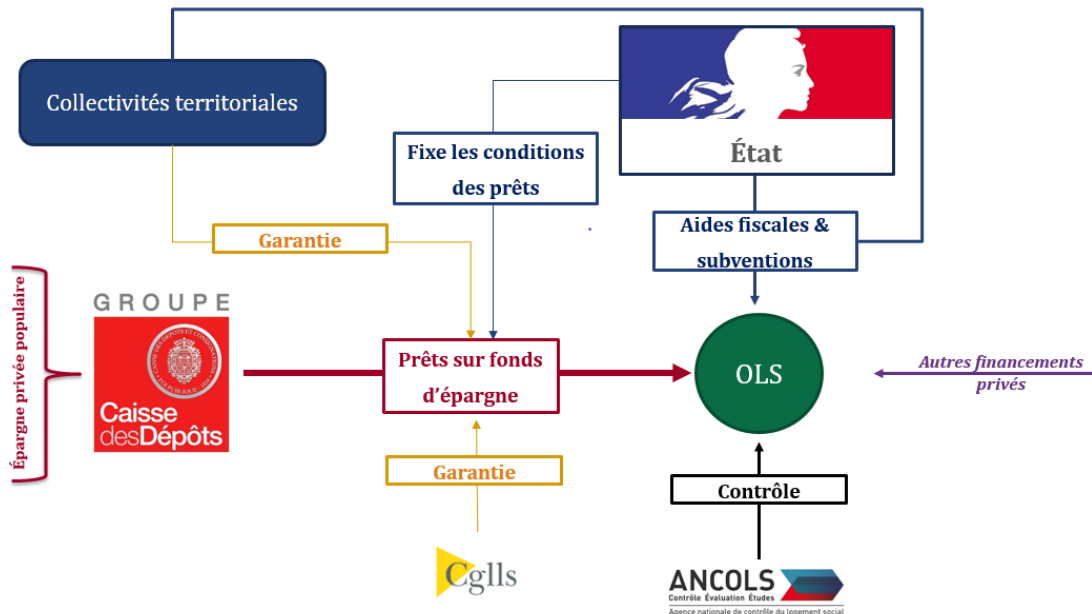 Collectivités territoriales
État
Fixe les conditions
des prêts
Aides fiscales &
subventions
Garantie
Épargne privée populaire
GROUPE
Caisse
desDépôts
Prêts sur fonds
d’épargne
OLS
Autres financements
privés
Garantie
Contrôle
Cglls
ANCOLS
Contrôle Évaluation Études
Agence nationale de contrôle du logement social